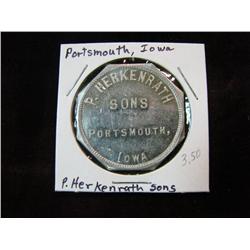 Portsmouth, Iowa
P. HERKENRATH
SONS
PORTSMOUTH,
IOWA
3.50
P. Herkenrath Sons